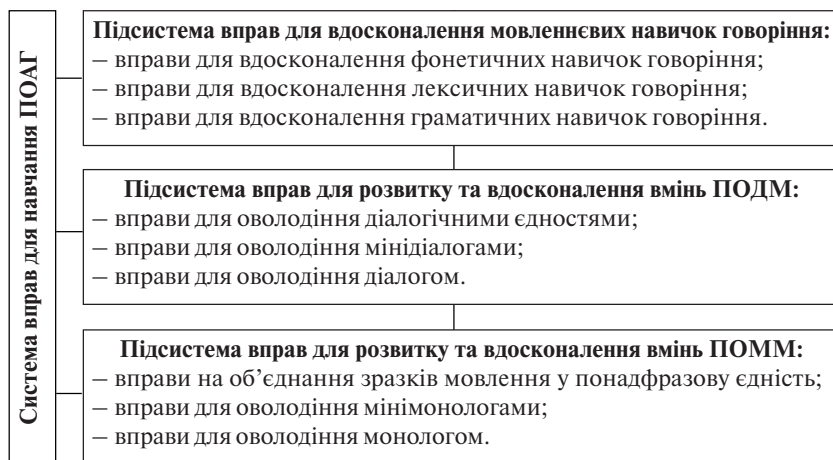 Система вправ для навчання ПОАГ
Підсистема вправ для вдосконалення мовленнєвих навичок говоріння:
– вправи для вдосконалення фонетичних навичок говоріння;
– вправи для вдосконалення лексичних навичок говоріння;
– вправи для вдосконалення граматичних навичок говоріння.
Підсистема вправ для розвитку та вдосконалення вмінь ПОДМ:
– вправи для оволодіння діалогічними єдностями;
– вправи для оволодіння мінідіалогами;
– вправи для оволодіння діалогом.
Підсистема вправ для розвитку та вдосконалення вмінь ПОММ:
– вправи на об’єднання зразків мовлення у понадфразову єдність;
– вправи для оволодіння мінімонологами;
– вправи для оволодіння монологом.